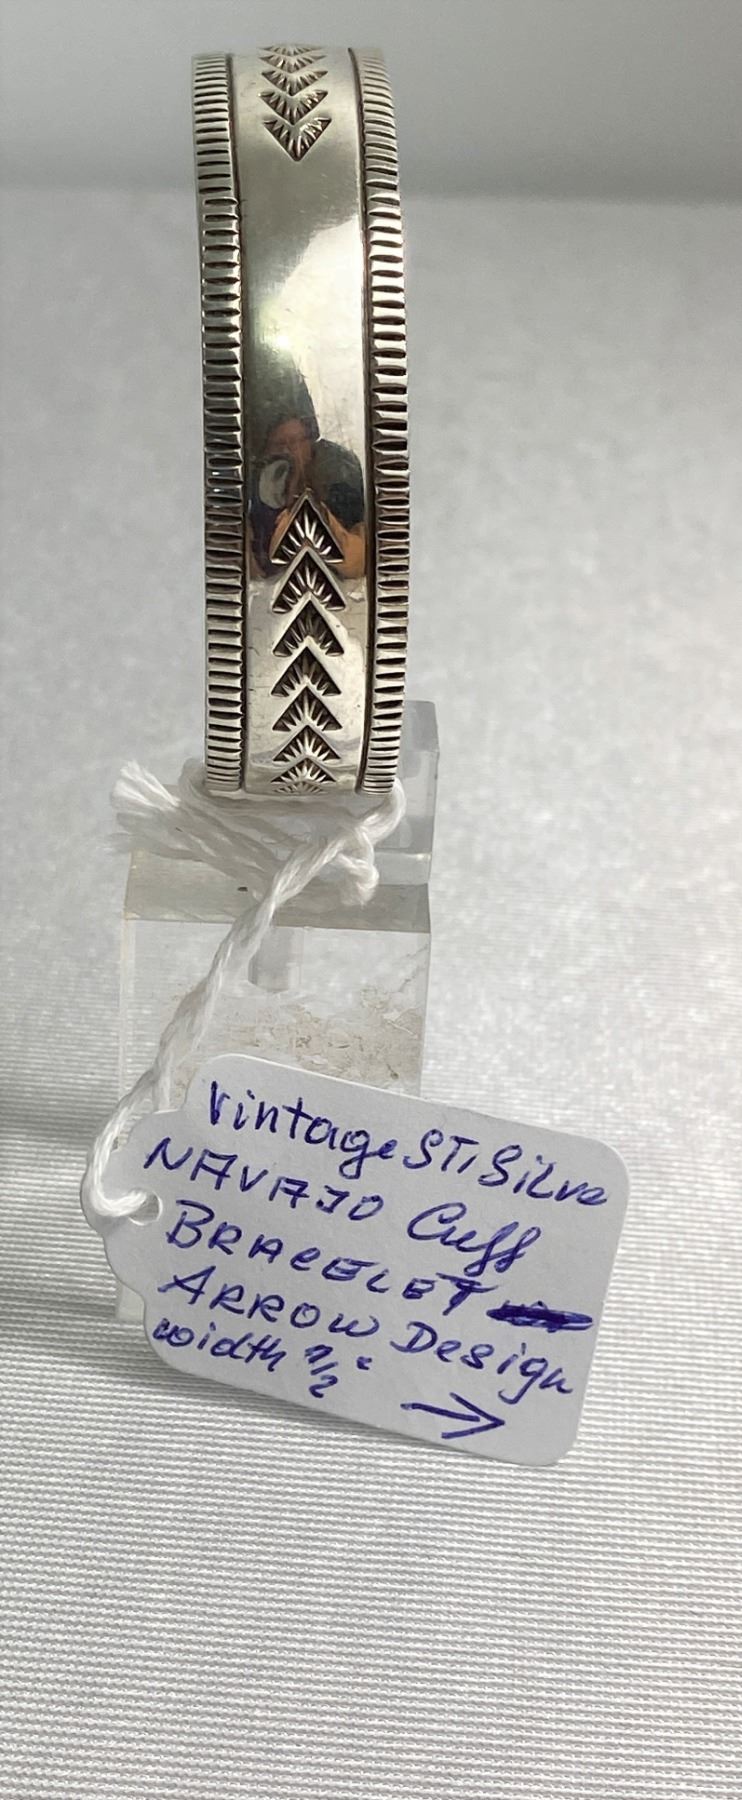 Vintage ST. Silve
NAVAJO Cuff
BRACELET
ARROW Design
width 1/2"
→